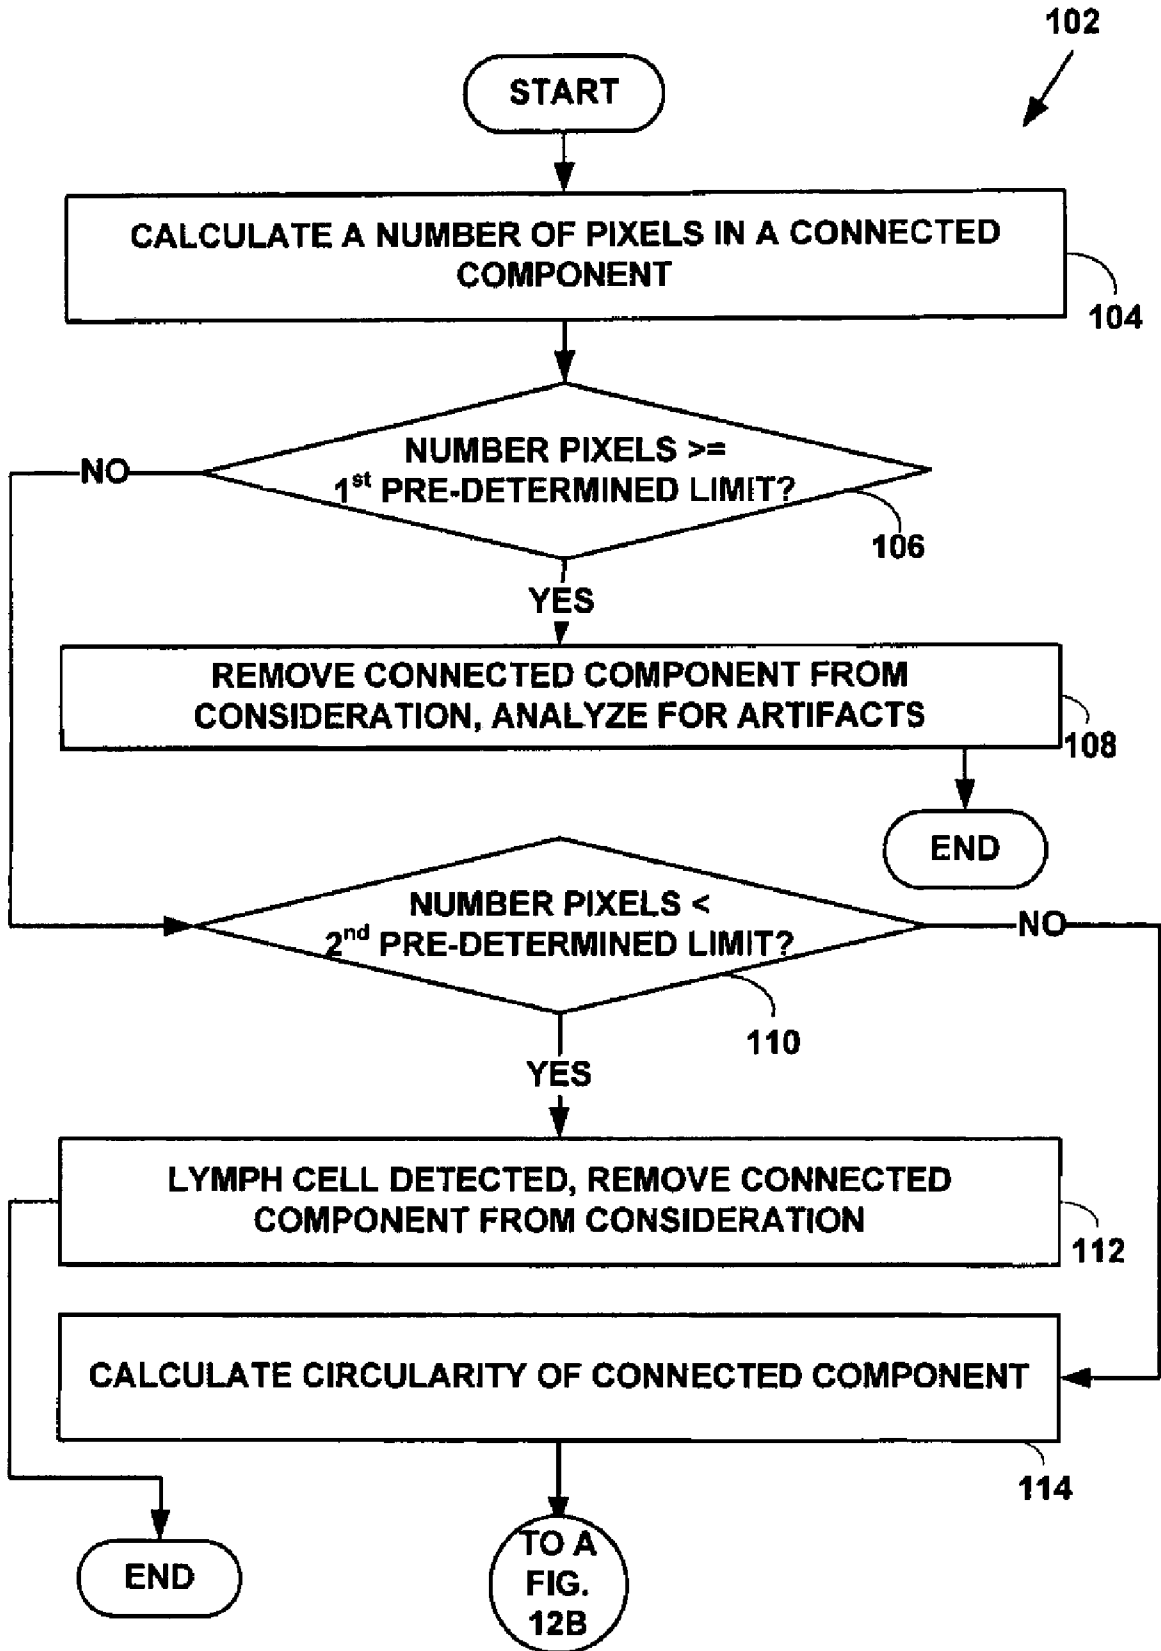 102
START
CALCULATE A NUMBER OF PIXELS IN A CONNECTED
COMPONENT
104
NUMBER PIXELS >=
1st PRE-DETERMINED LIMIT?
NO
106
YES
REMOVE CONNECTED COMPONENT FROM
CONSIDERATION, ANALYZE FOR ARTIFACTS
108
END
NUMBER PIXELS <
2nd PRE-DETERMINED LIMIT?
NO
110
YES
LYMPH CELL DETECTED, REMOVE CONNECTED
COMPONENT FROM CONSIDERATION
112
CALCULATE CIRCULARITY OF CONNECTED COMPONENT
114
END
TO A
FIG.
12B